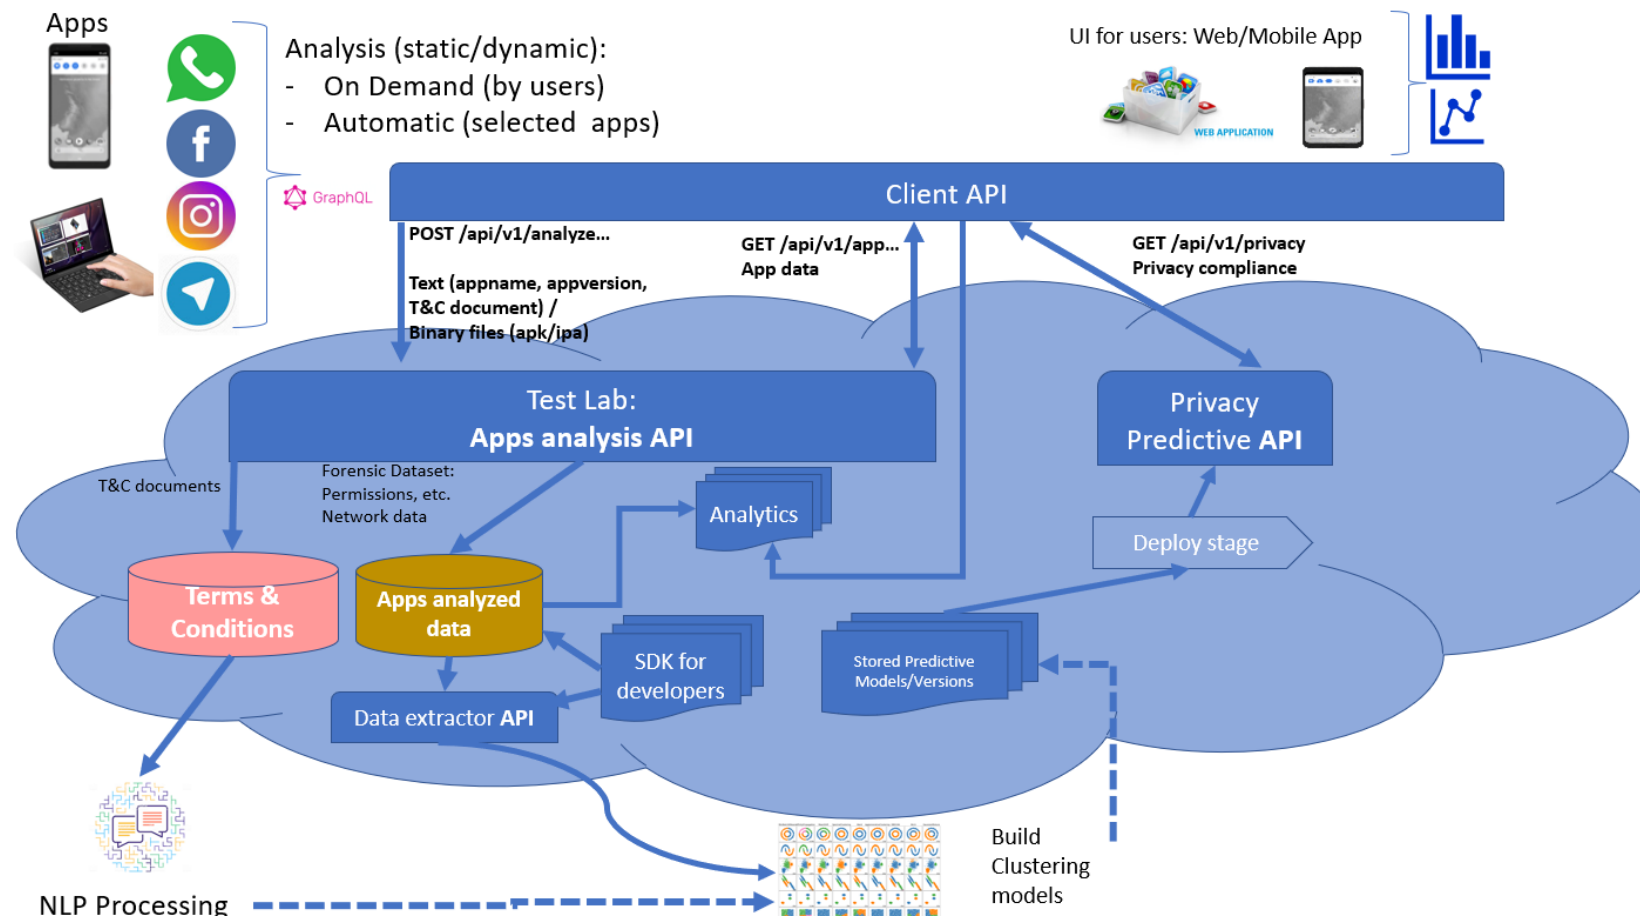 Apps
Analysis (static/dynamic):
- On Demand (by users)
- Automatic (selected apps)
UI for users: Web/Mobile App
WEB APPLICATION
GraphQL
Client API
POST /api/v1/analyze...
Text (appname, appversion,
T&C document) /
Binary files (apk/ipa)
GET /api/v1/app...
App data
GET /api/v1/privacy
Privacy compliance
Test Lab:
Apps analysis API
Privacy
Predictive API
T&C documents
Forensic Dataset:
Permissions, etc.
Network data
Analytics
Deploy stage
Terms &
Conditions
Apps analyzed
data
SDK for
developers
Stored Predictive
Models/Versions
Data extractor API
Build
Clustering
models
NLP Processing